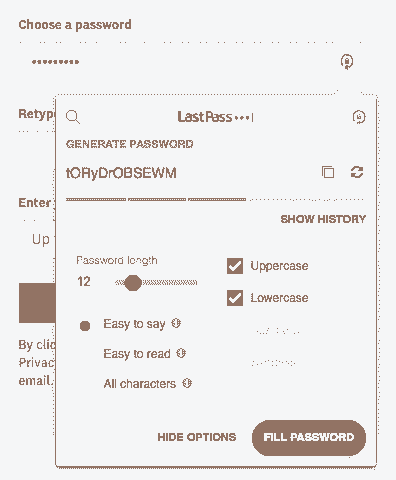 Choose a password
•••••••••
Retyp
LastPass •••|
GENERATE PASSWORD
tORyDrOBSEWM
SHOW HISTORY
Enter
Up
Password length
12
Uppercase
Lowercase
Easy to say
Easy to read
All characters
By clic
Privac
email.
HIDE OPTIONS
FILL PASSWORD